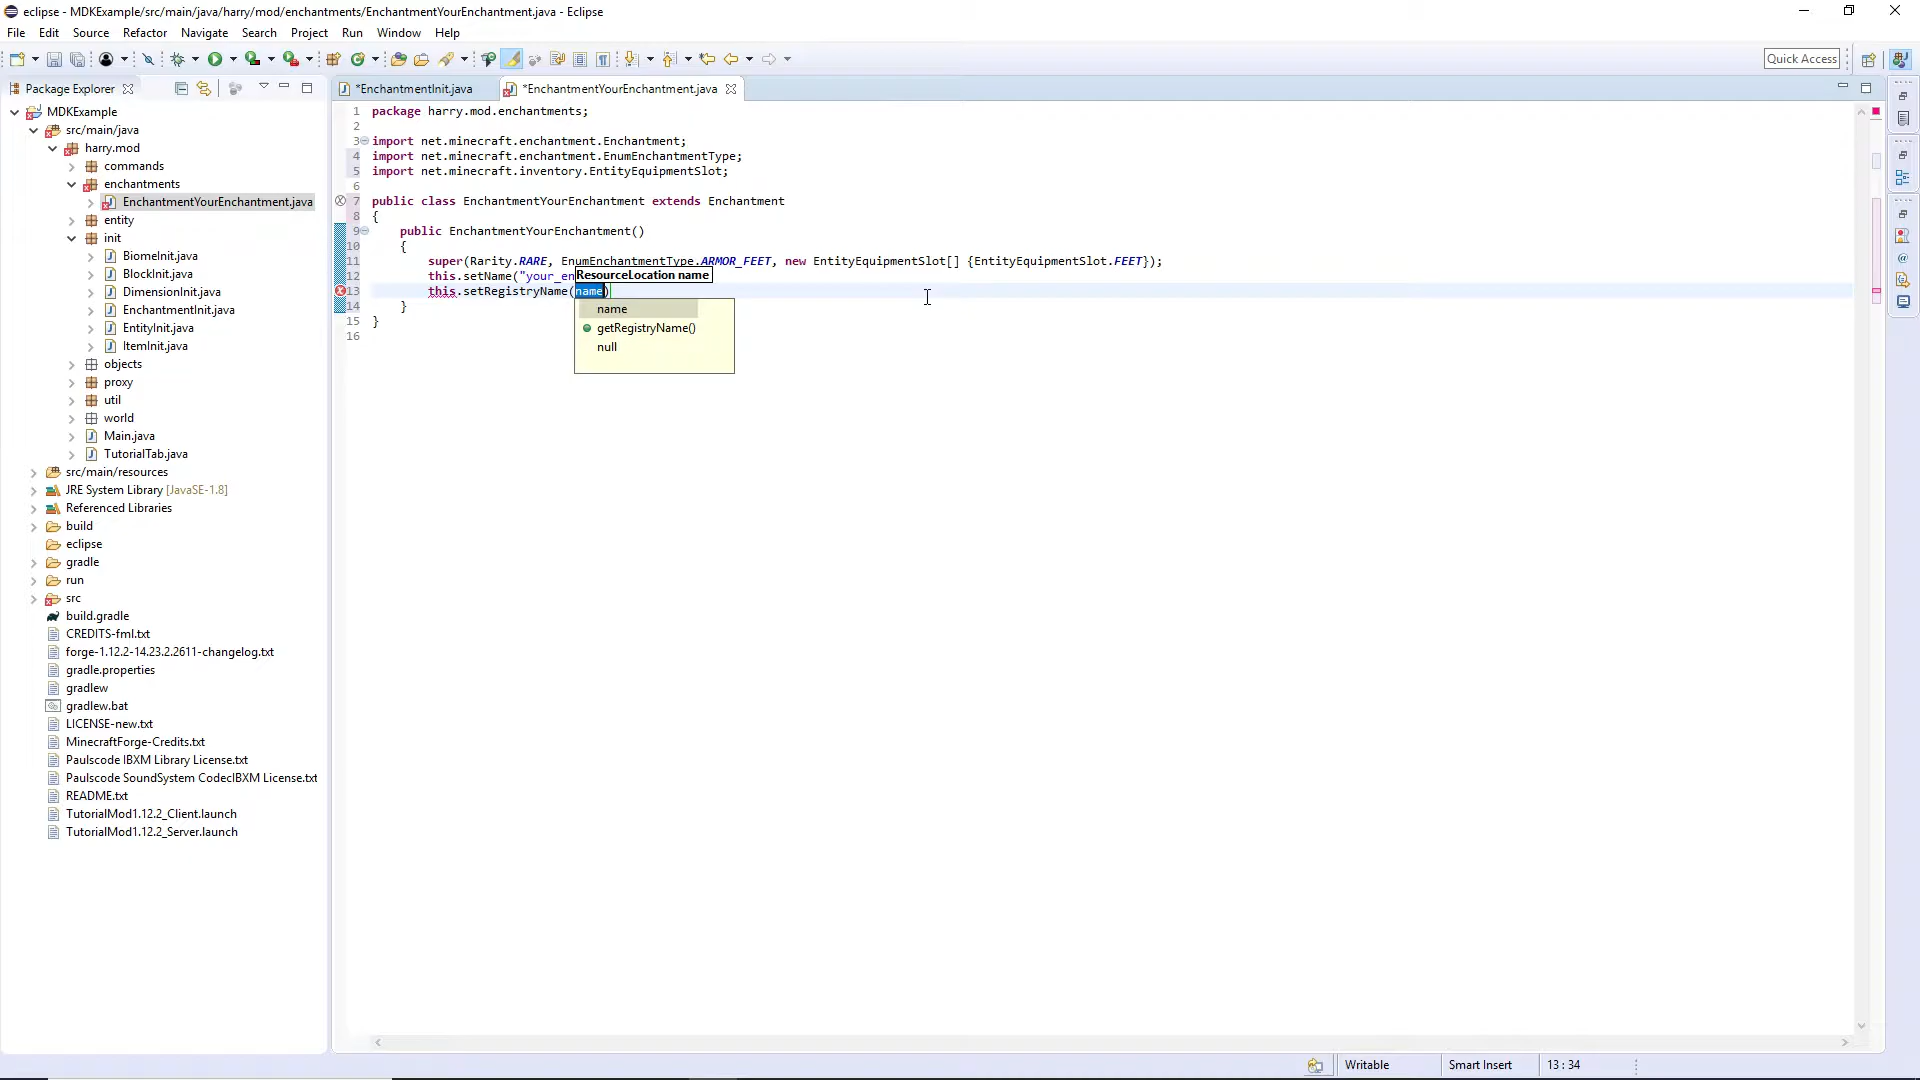 eclipse - MDKExample/src/main/java/harry/mod/enchantments/EnchantmentYourEnchantment.java - Eclipse
File Edit Source Refactor Navigate Search Project Run Window Help
Quick Access
Package Explorer
*EnchantmentInit.java
*EnchantmentYourEnchantment.java
MDKExample
src/main/java
harry.mod
commands
enchantments
EnchantmentYourEnchantment.java
entity
init
BiomeInit.java
BlockInit.java
DimensionInit.java
EnchantmentInit.java
EntityInit.java
ItemInit.java
objects
proxy
util
world
Main.java
TutorialTab.java
src/main/resources
JRE System Library [JavaSE-1.8]
Referenced Libraries
build
eclipse
gradle
run
src
build.gradle
CREDITS-fml.txt
forge-1.12.2-14.23.2.2611-changelog.txt
gradle.properties
gradlew
gradlew.bat
LICENSE-new.txt
MinecraftForge-Credits.txt
Paulscode IBXM Library License.txt
Paulscode SoundSystem CodecIBXM License.txt
README.txt
TutorialMod1.12.2_Client.launch
TutorialMod1.12.2_Server.launch
1 package harry.mod.enchantments;
2
3 import net.minecraft.enchantment.Enchantment;
4 import net.minecraft.enchantment.EnumEnchantmentType;
5 import net.minecraft.inventory.EntityEquipmentSlot;
6
7 public class EnchantmentYourEnchantment extends Enchantment
8 {
9 public EnchantmentYourEnchantment()
10 {
11 super(Rarity.RARE, EnumEnchantmentType.ARMOR_FEET, new EntityEquipmentSlot[] {EntityEquipmentSlot.FEET});
12 this.setName("your_en
ResourceLocation name
13 this.setRegistryName(name)
14 }
15 }
16
name
getRegistryName()
null
Writable
Smart Insert
13 : 34